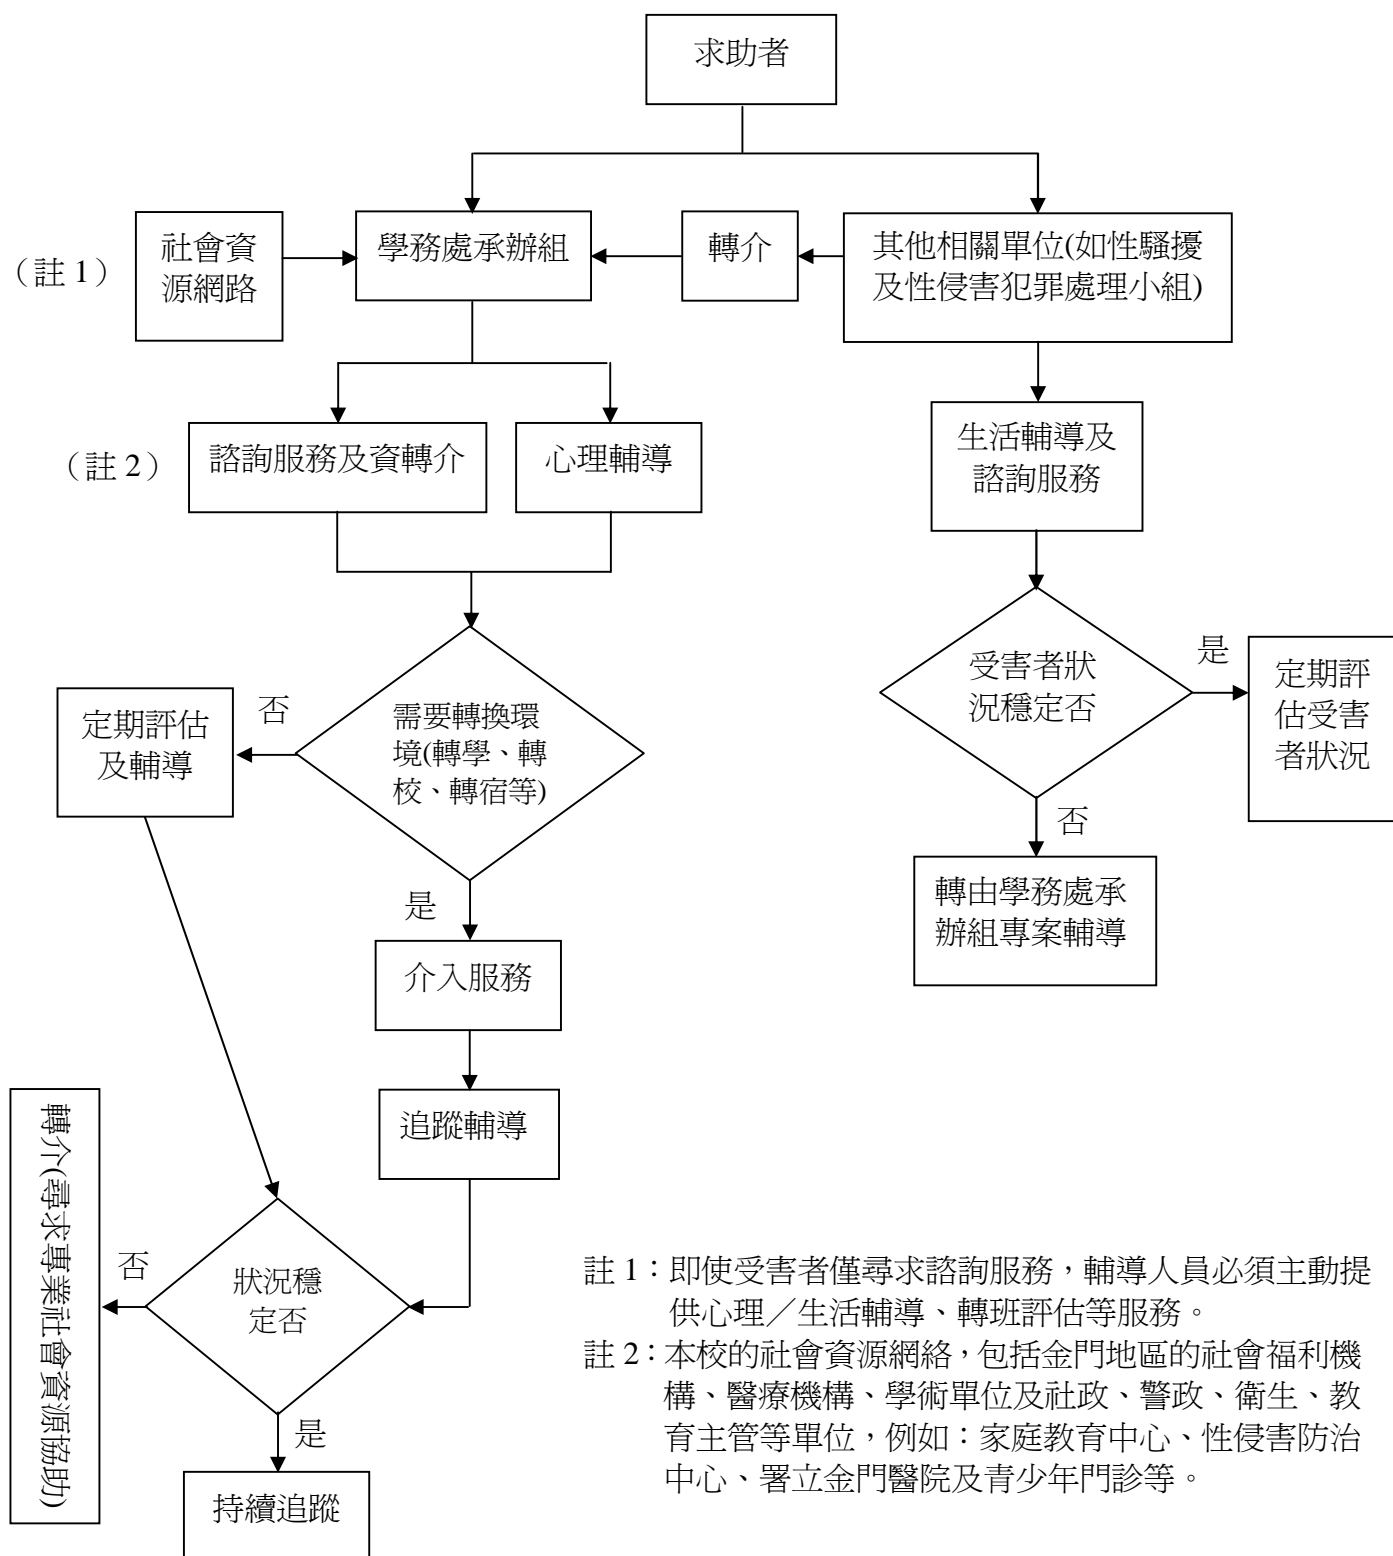 求助者
(註 1)
社會資
源網路
學務處承辦組
轉介
其他相關單位(如性騷擾
及性侵害犯罪處理小組)
(註 2)
諮詢服務及資轉介
心理輔導
生活輔導及
諮詢服務
受害者狀
況穩定否
是
定期評
估受害
者狀況
否
轉由學務處承
辦組專案輔導
需要轉換環
境(轉學、轉
校、轉宿等)
否
定期評估
及輔導
是
介入服務
追蹤輔導
狀況穩
定否
否
轉介(尋求專業社會資源協助)
是
持續追蹤
註 1:即使受害者僅尋求諮詢服務,輔導人員必須主動提
供心理/生活輔導、轉班評估等服務。
註 2:本校的社會資源網絡,包括金門地區的社會福利機
構、醫療機構、學術單位及社政、警政、衛生、教
育主管等單位,例如:家庭教育中心、性侵害防治
中心、署立金門醫院及青少年門診等。